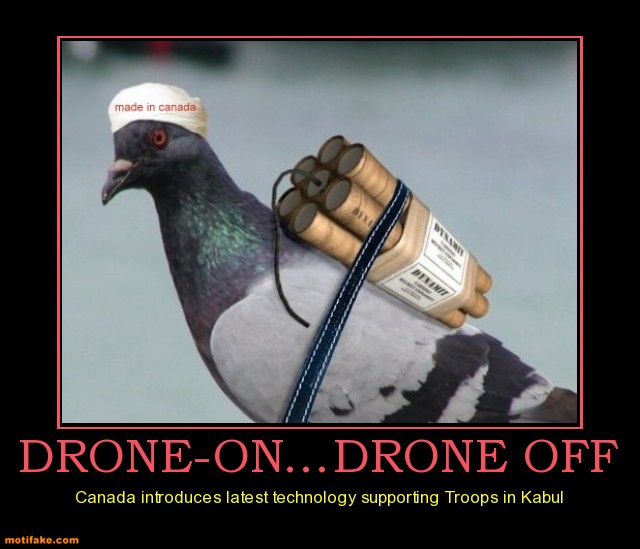 made in canada
DYNAMIT
DYNAMIT
DRONE-ON...DRONE OFF
Canada introduces latest technology supporting Troops in Kabul
motifake.com